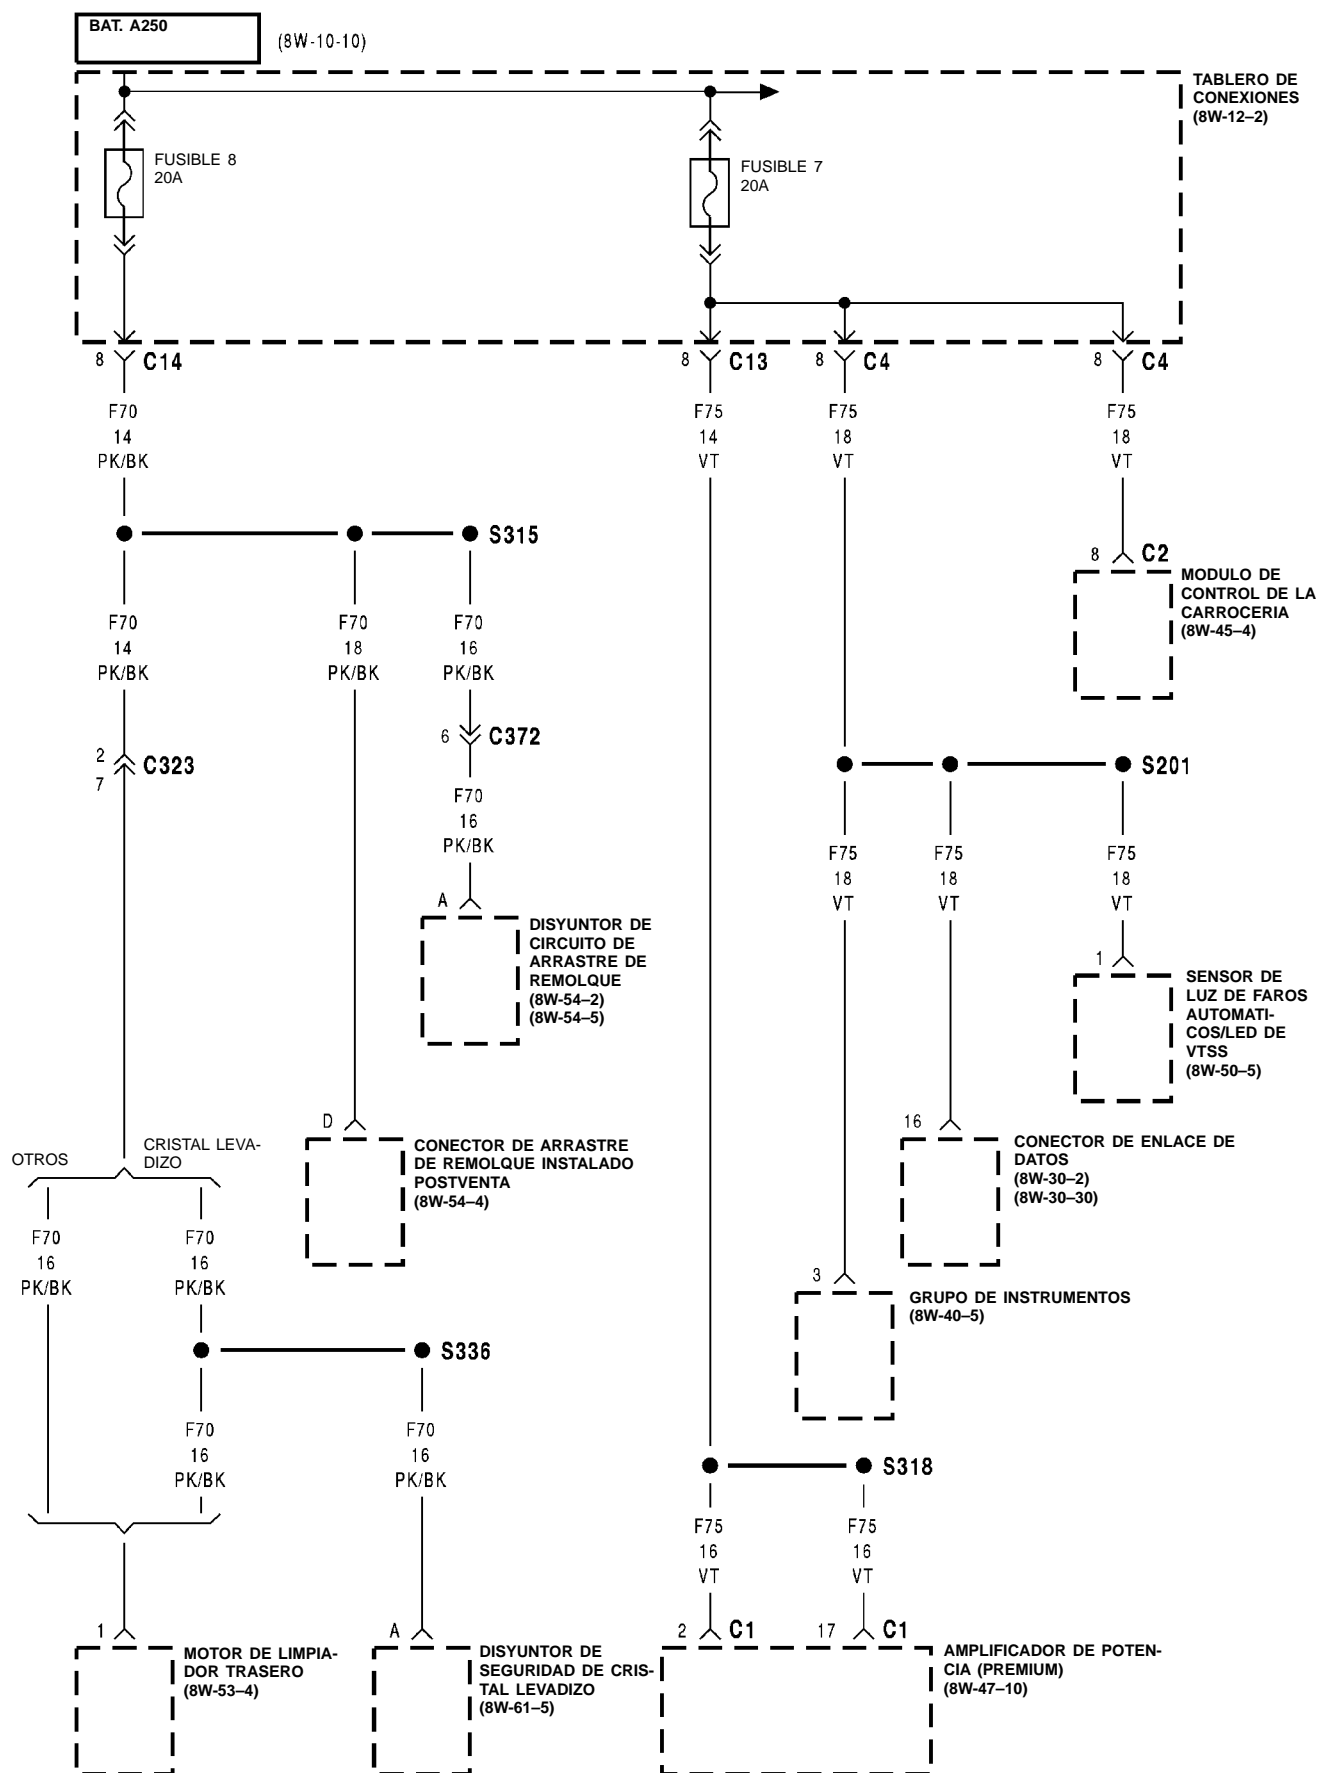 BAT. A250
(8W-10-10)
TABLERO DE
CONEXIONES
(8W-12–2)
FUSIBLE 8
20A
FUSIBLE 7
20A
8 C14
8 C13
8 C4
8 C4
F70
14
PK/BK
F75
14
VT
F75
18
VT
F75
18
VT
S315
8 C2
MODULO DE
CONTROL DE LA
CARROCERIA
(8W-45–4)
F70
14
PK/BK
F70
18
PK/BK
F70
16
PK/BK
6 C372
2
C323
7
S201
F70
16
PK/BK
F75
18
VT
F75
18
VT
F75
18
VT
A
DISYUNTOR DE
CIRCUITO DE
ARRASTRE DE
REMOLQUE
(8W-54–2)
(8W-54–5)
1
SENSOR DE
LUZ DE FAROS
AUTOMATI-
COS/LED DE
VTSS
(8W-50–5)
OTROS
CRISTAL LEVA-
DIZO
D
CONECTOR DE ARRASTRE
DE REMOLQUE INSTALADO
POSTVENTA
(8W-54–4)
16
CONECTOR DE ENLACE DE
DATOS
(8W-30–2)
(8W-30–30)
F70
16
PK/BK
F70
16
PK/BK
3
GRUPO DE INSTRUMENTOS
(8W-40–5)
S336
F70
16
PK/BK
F70
16
PK/BK
S318
F75
16
VT
F75
16
VT
1
MOTOR DE LIMPIA-
DOR TRASERO
(8W-53–4)
A
DISYUNTOR DE
SEGURIDAD DE CRIS-
TAL LEVADIZO
(8W-61–5)
2 C1
17 C1
AMPLIFICADOR DE POTEN-
CIA (PREMIUM)
(8W-47–10)